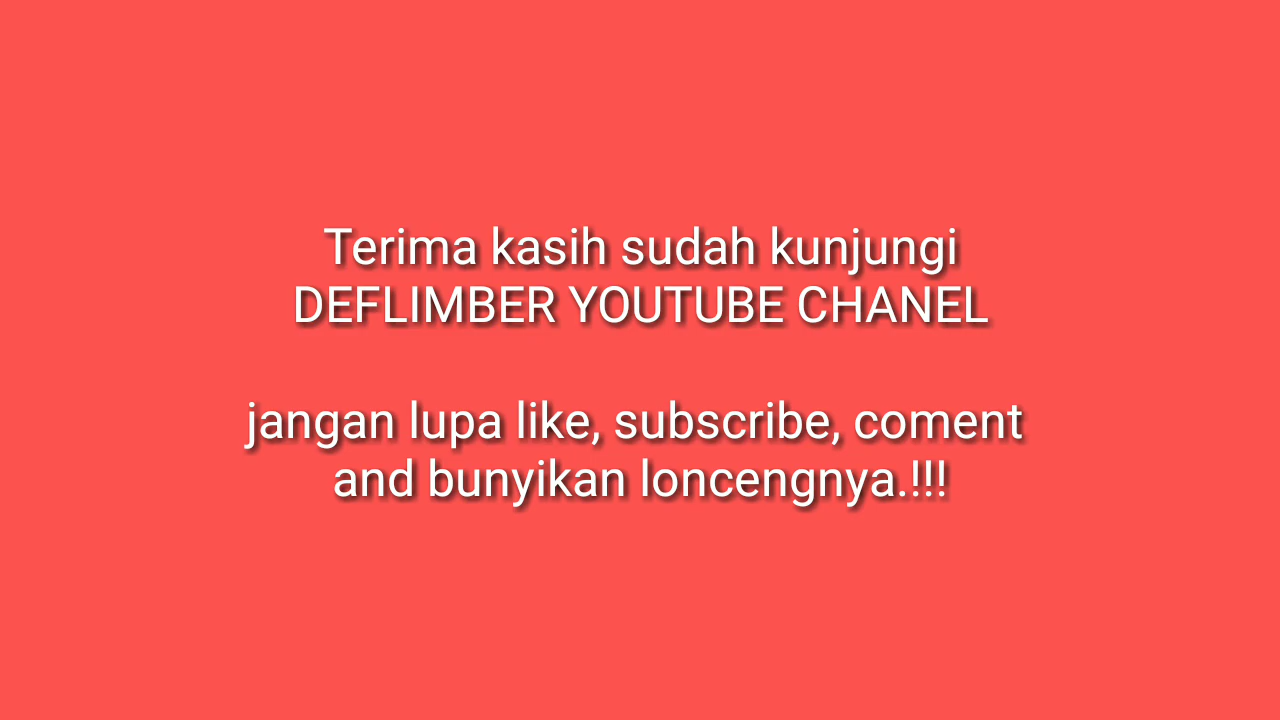 Terima kasih sudah kunjungi
DEFLIMBER YOUTUBE CHANEL
jangan lupa like, subscribe, coment
and bunyikan loncengnya.!!!